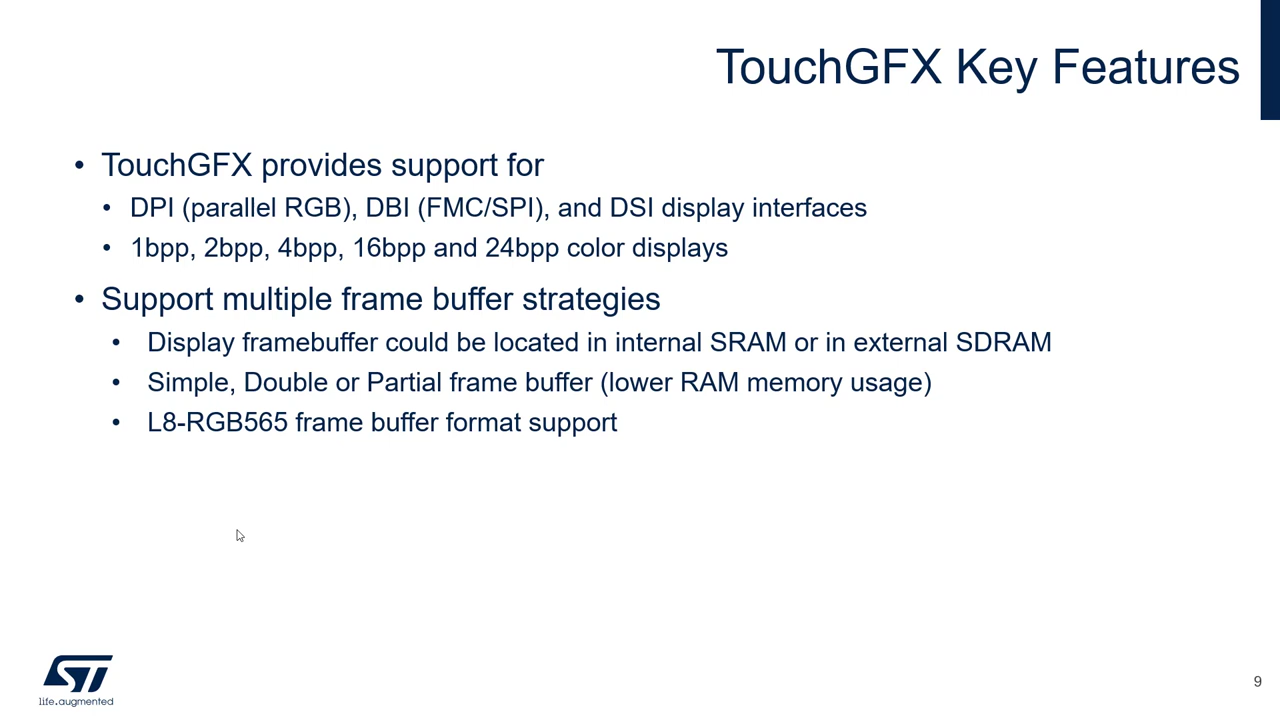 TouchGFX Key Features
• TouchGFX provides support for
• DPI (parallel RGB), DBI (FMC/SPI), and DSI display interfaces
• 1bpp, 2bpp, 4bpp, 16bpp and 24bpp color displays
• Support multiple frame buffer strategies
• Display framebuffer could be located in internal SRAM or in external SDRAM
• Simple, Double or Partial frame buffer (lower RAM memory usage)
• L8-RGB565 frame buffer format support
ST
life.augmented
9